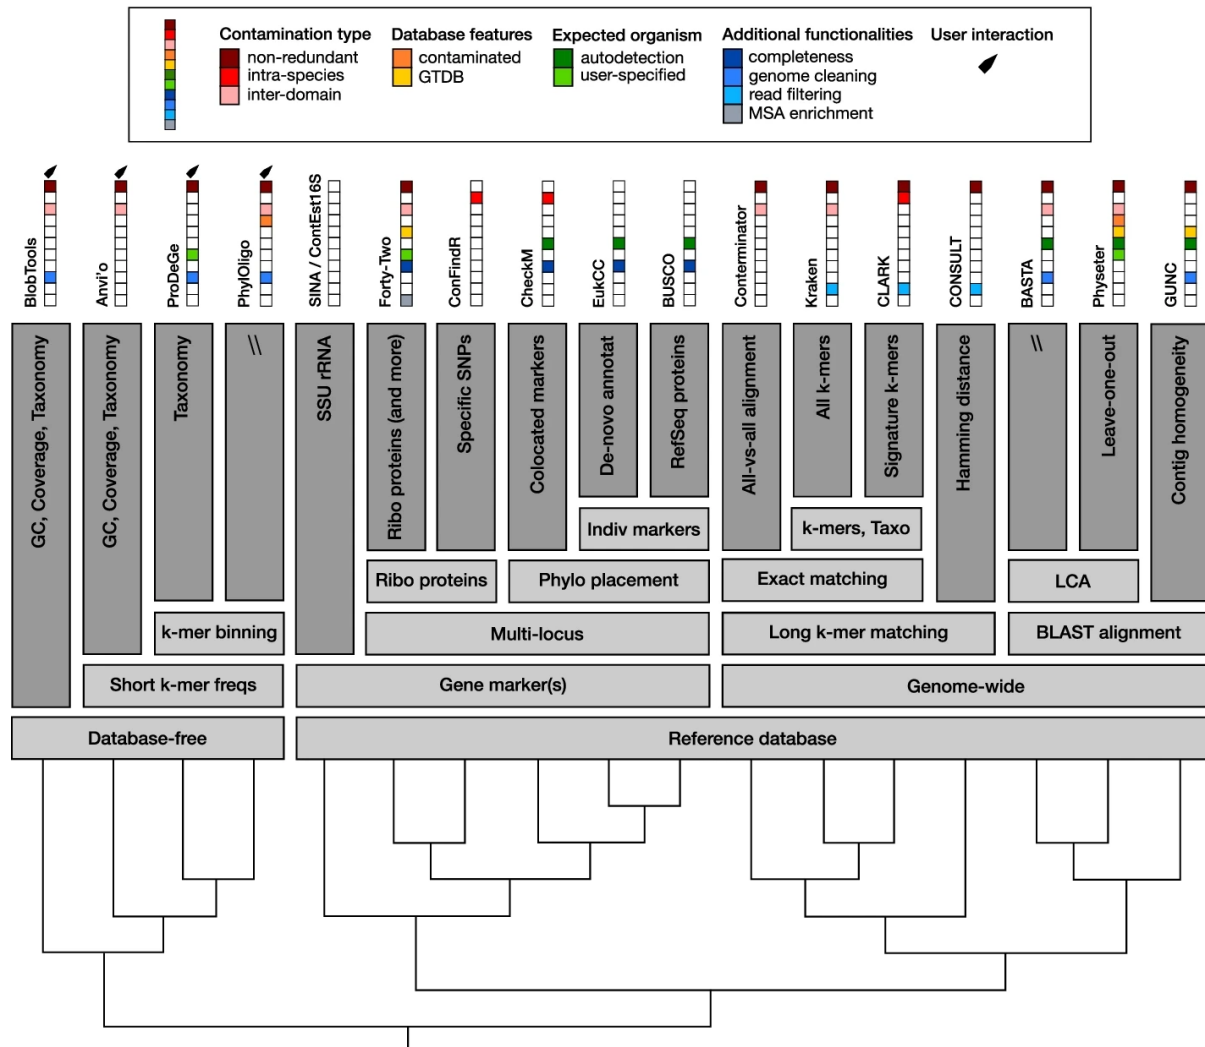 Contamination type
non-redundant
intra-species
inter-domain
Database features
contaminated
GTDB
Expected organism
autodetection
user-specified
Additional functionalities
completeness
genome cleaning
read filtering
MSA enrichment
User interaction
BlobTools
Anvi'o
ProDeGe
PhylOligo
SINA / ContEst16S
Forty-Two
ConFindR
CheckM
EukCC
BUSCO
Conterminator
Kraken
CLARK
CONSULT
BASTA
Physeter
GUNC
GC, Coverage, Taxonomy
GC, Coverage, Taxonomy
Taxonomy
\\
SSU rRNA
Ribo proteins (and more)
Specific SNPs
Colocated markers
De-novo annotat
RefSeq proteins
All-vs-all alignment
All k-mers
Signature k-mers
Hamming distance
\\
Leave-one-out
Contig homogeneity
Indiv markers
k-mers, Taxo
Ribo proteins
Phylo placement
Exact matching
LCA
k-mer binning
Multi-locus
Long k-mer matching
BLAST alignment
Short k-mer freqs
Gene marker(s)
Genome-wide
Database-free
Reference database